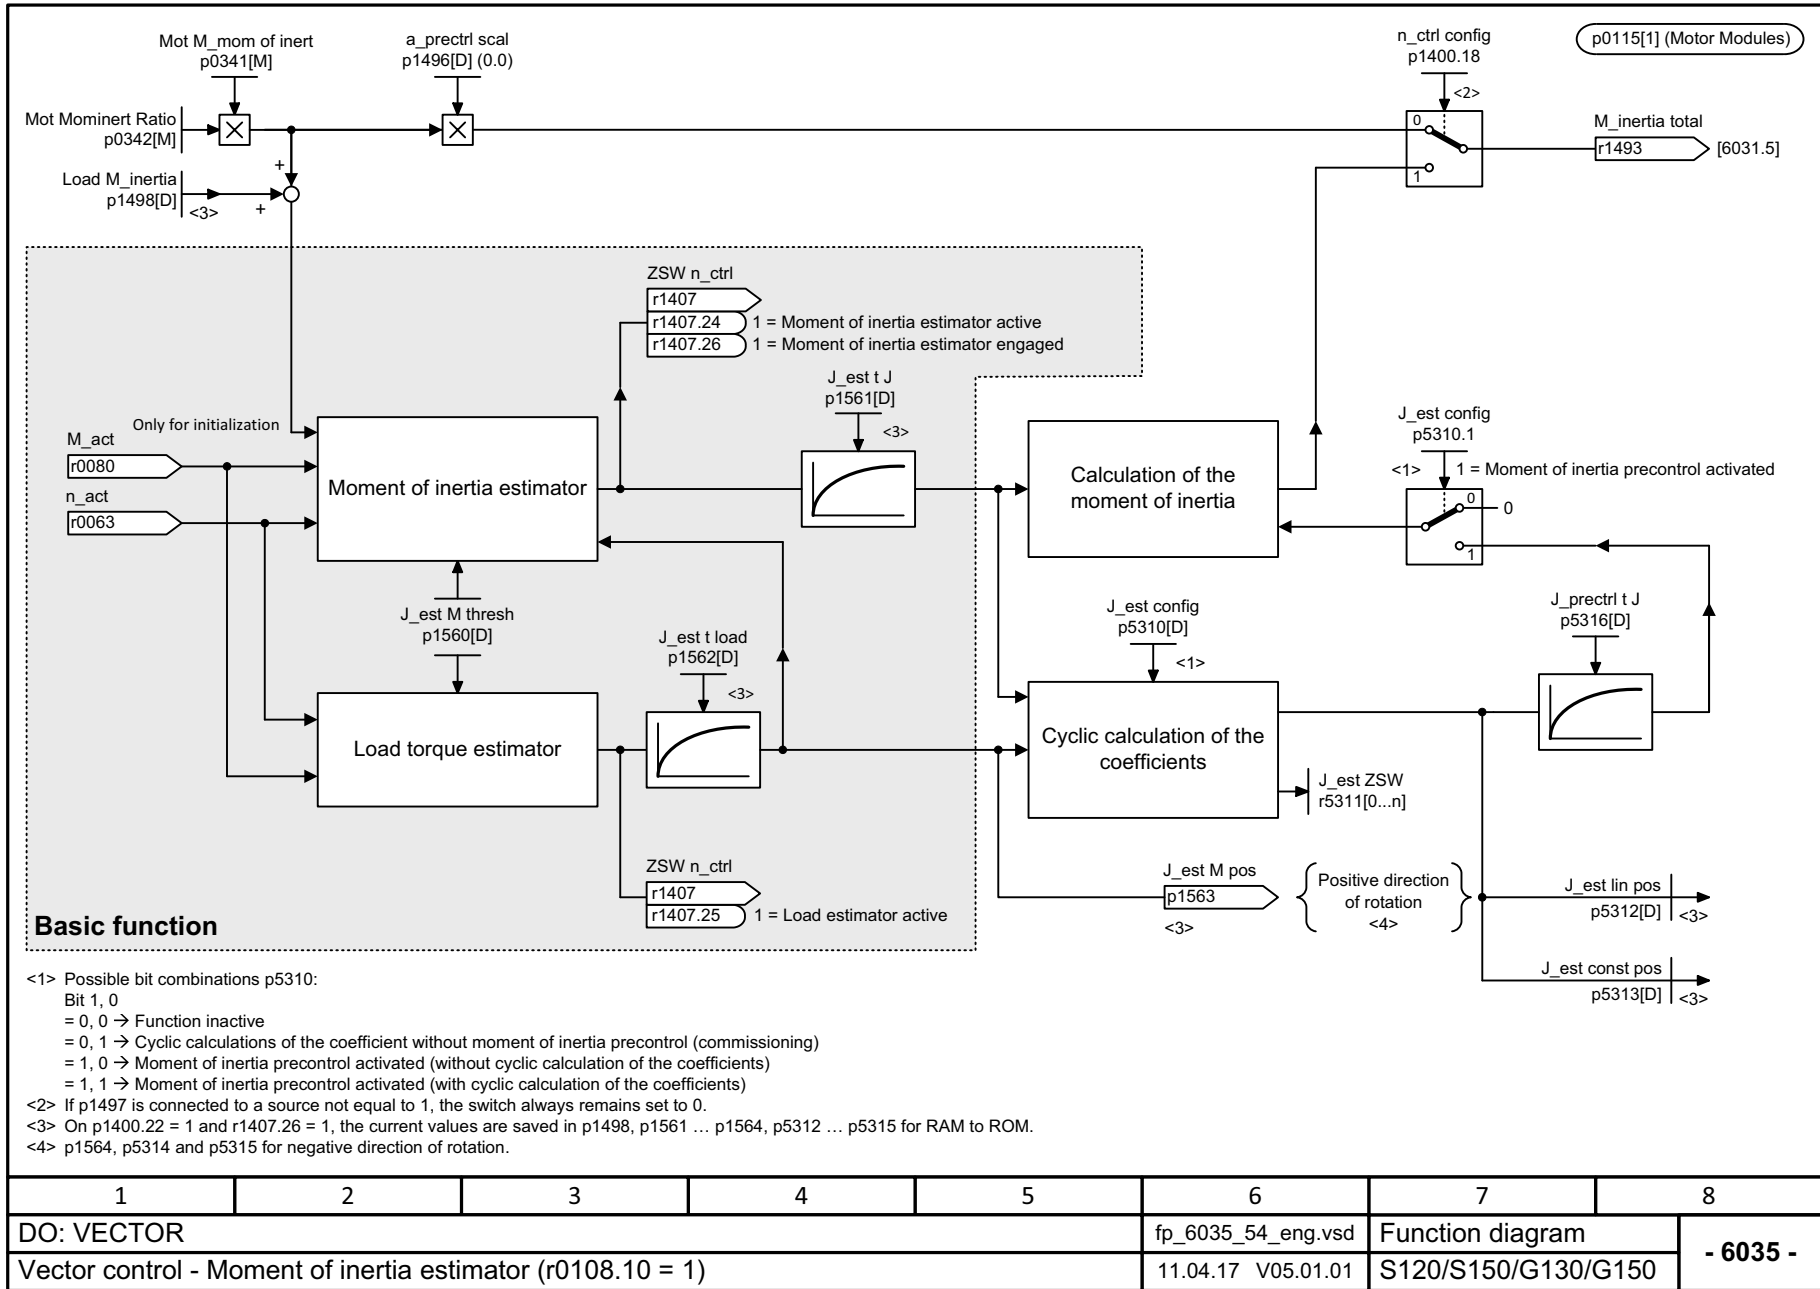 Mot M_mom of inert
p0341[M]
a_prectrl scal
p1496[D] (0.0)
n_ctrl config
p1400.18
<2>
p0115[1] (Motor Modules)
Mot Mominert Ratio
p0342[M]
0
1
M_inertia total
r1493
[6031.5]
+
Load M_inertia
p1498[D]
<3>
+
ZSW n_ctrl
r1407
r1407.24
1 = Moment of inertia estimator active
r1407.26
1 = Moment of inertia estimator engaged
J_est t J
p1561[D]
<3>
Only for initialization
M_act
r0080
n_act
r0063
Moment of inertia estimator
Calculation of the
moment of inertia
J_est config
p5310.1
<1>
1 = Moment of inertia precontrol activated
0
0
1
J_est M thresh
p1560[D]
J_est t load
p1562[D]
<3>
J_est config
p5310[D]
<1>
J_prectrl t J
p5316[D]
Load torque estimator
Cyclic calculation of the
coefficients
J_est ZSW
r5311[0...n]
ZSW n_ctrl
r1407
r1407.25
1 = Load estimator active
J_est M pos
p1563
<3>
Positive direction
of rotation
<4>
J_est lin pos
p5312[D]
<3>
J_est const pos
p5313[D]
<3>
Basic function
<1> Possible bit combinations p5310:
Bit 1, 0
= 0, 0 → Function inactive
= 0, 1 → Cyclic calculations of the coefficient without moment of inertia precontrol (commissioning)
= 1, 0 → Moment of inertia precontrol activated (without cyclic calculation of the coefficients)
= 1, 1 → Moment of inertia precontrol activated (with cyclic calculation of the coefficients)
<2> If p1497 is connected to a source not equal to 1, the switch always remains set to 0.
<3> On p1400.22 = 1 and r1407.26 = 1, the current values are saved in p1498, p1561 … p1564, p5312 … p5315 for RAM to ROM.
<4> p1564, p5314 and p5315 for negative direction of rotation.
1 2 3 4 5 6 7 8
DO: VECTOR
fp_6035_54_eng.vsd
Function diagram
- 6035 -
Vector control - Moment of inertia estimator (r0108.10 = 1)
11.04.17 V05.01.01
S120/S150/G130/G150